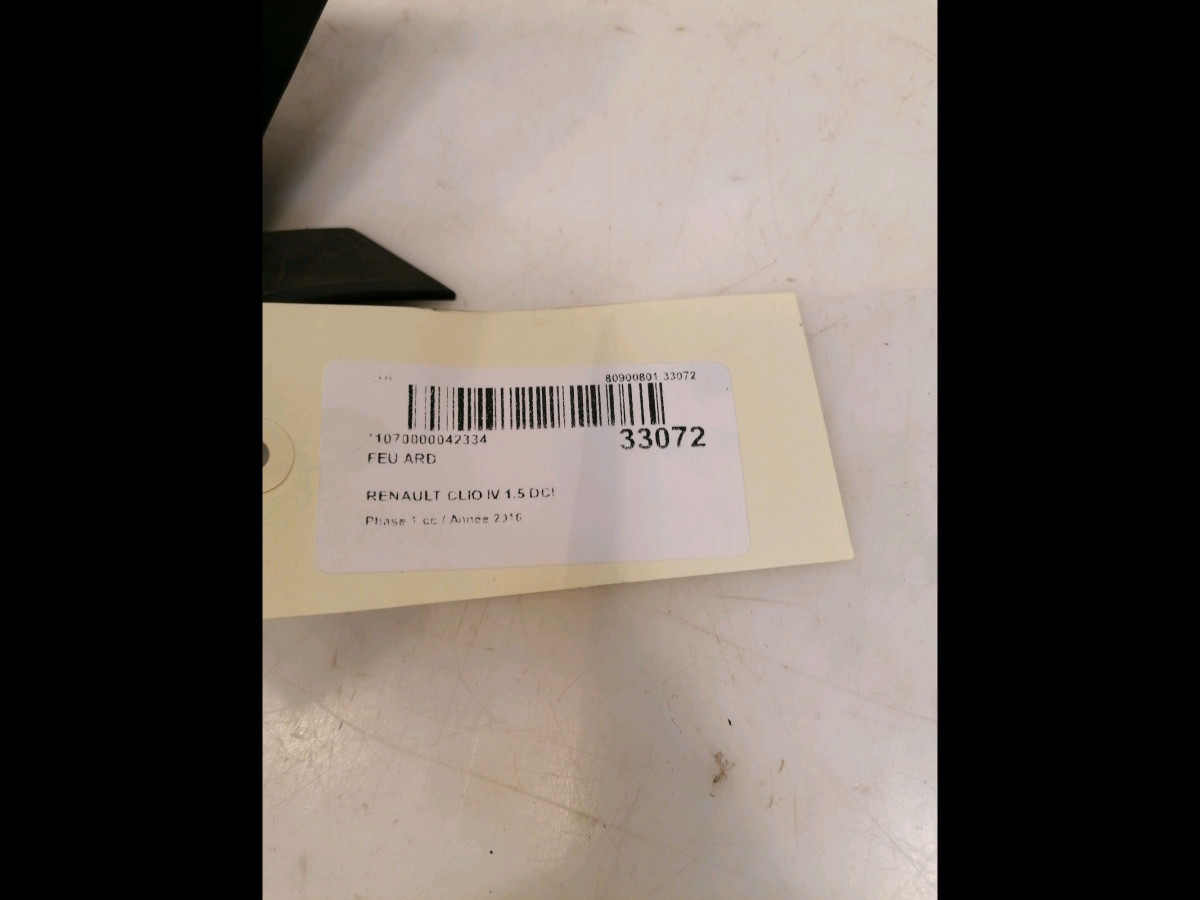 80900801 33072
*1070000042334
33072
FEU ARD
RENAULT CLIO IV 1.5 DCI
Phase 1 cc / Année 2016